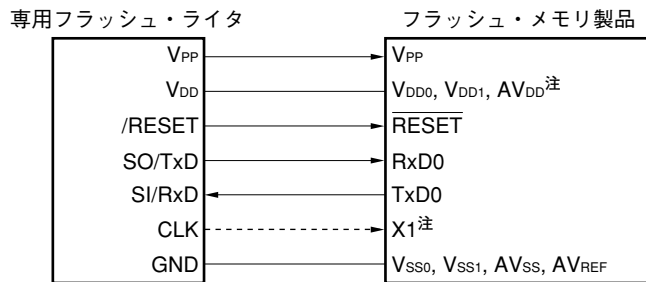 専用フラッシュ・ライタ フラッシュ・メモリ製品
VPP VPP
VDD VDD0, VDD1, AVDD注
/RESET RESET
SO/TxD RxD0
SI/RxD TxD0
CLK X1注
GND VSS0, VSS1, AVSS, AVREF